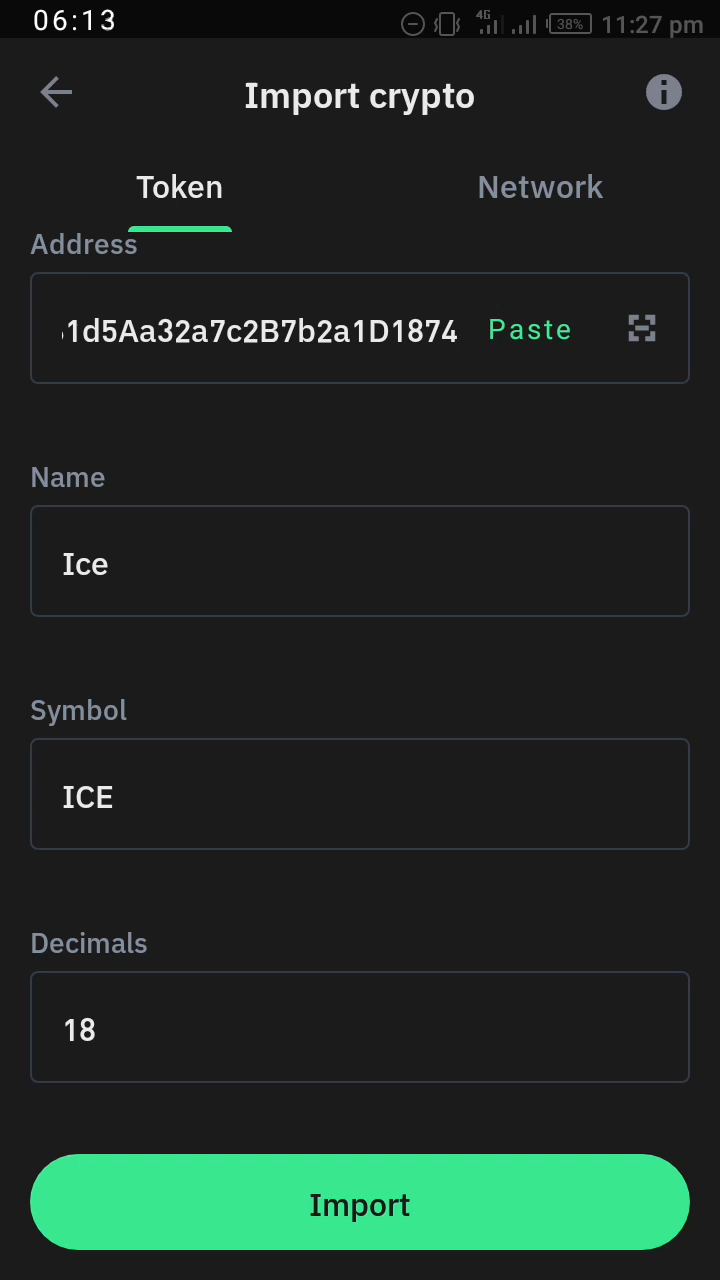 06:13 4G 38% 11:27 pm
Import crypto
Token Network
Address
1d5Aa32a7c2B7b2a1D1874 Paste
Name
Ice
Symbol
ICE
Decimals
18
Import